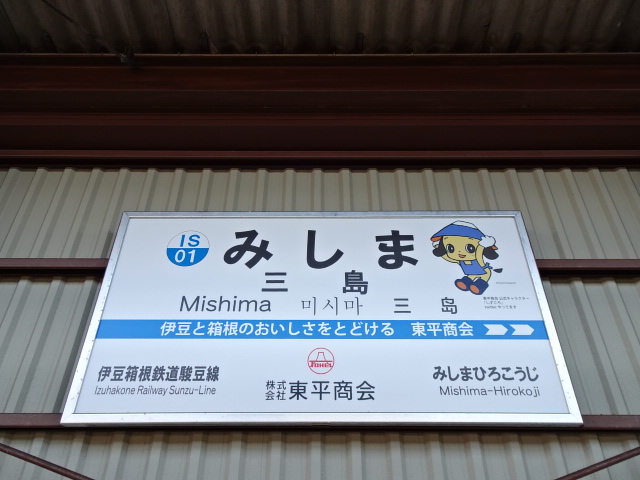 IS
01
みしま
三島
Mishima 미시마 三岛
伊豆と箱根のおいしさをとどける 東平商会
伊豆箱根鉄道駿豆線
Izuhakone Railway Sunzu-Line
株式会社 東平商会
みしまひろこうじ
Mishima-Hirokoji